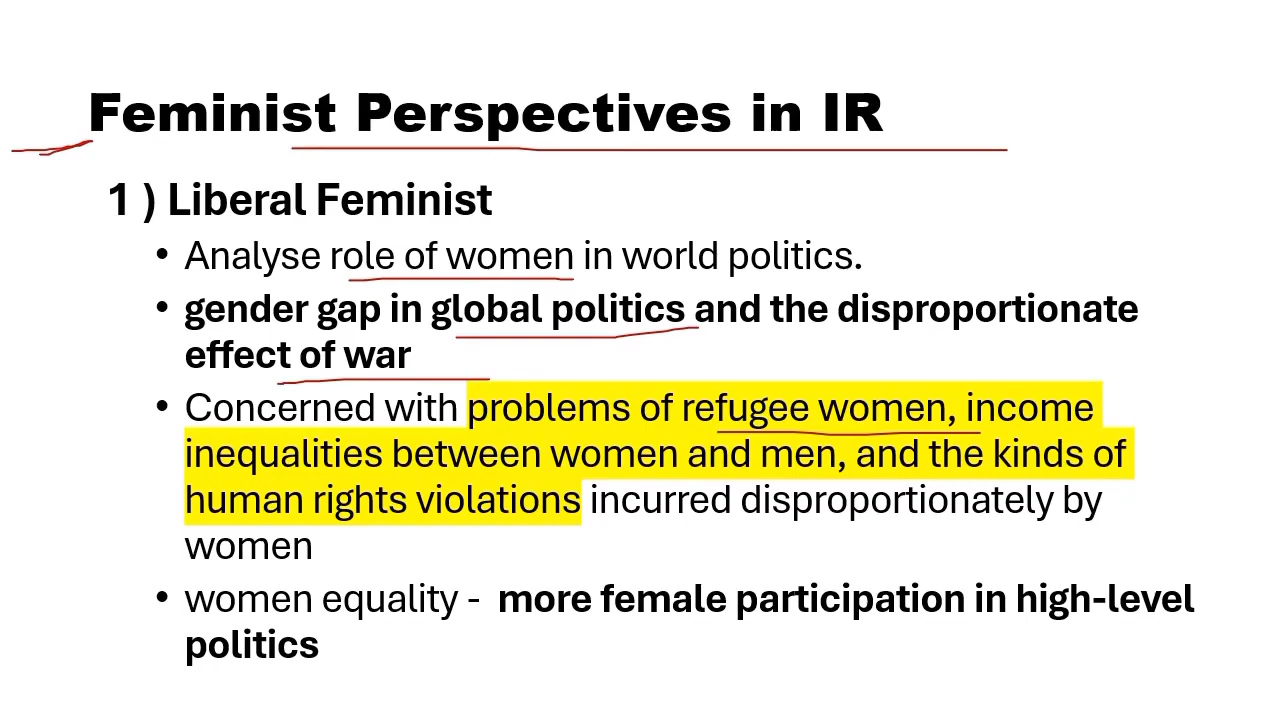 Feminist Perspectives in IR
1 ) Liberal Feminist
• Analyse role of women in world politics.
• gender gap in global politics and the disproportionate
effect of war
• Concerned with problems of refugee women, income
inequalities between women and men, and the kinds of
human rights violations incurred disproportionately by
women
• women equality - more female participation in high-level
politics